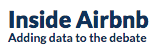 Inside Airbnb
Adding data to the debate